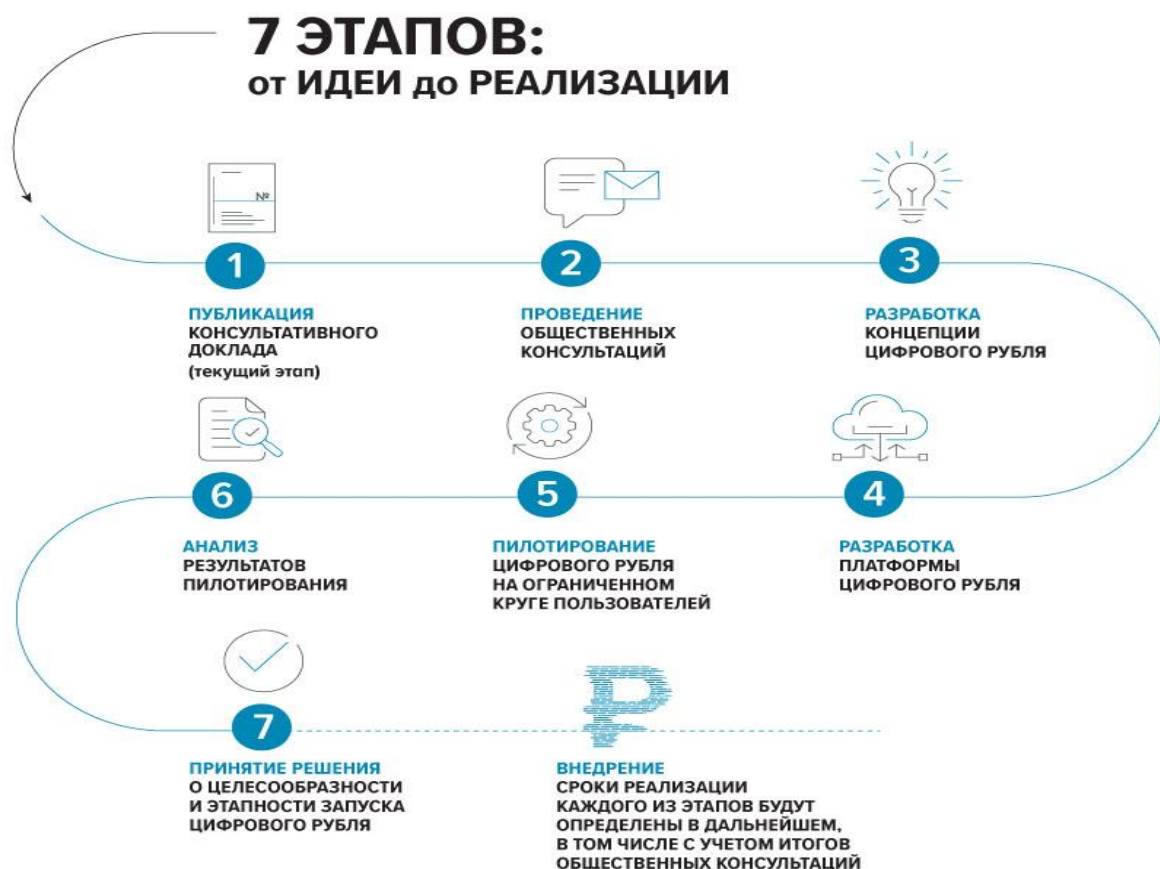 7 ЭТАПОВ:
от ИДЕИ до РЕАЛИЗАЦИИ
№
1
ПУБЛИКАЦИЯ
КОНСУЛЬТАТИВНОГО
ДОКЛАДА
(текущий этап)
2
ПРОВЕДЕНИЕ
ОБЩЕСТВЕННЫХ
КОНСУЛЬТАЦИЙ
3
РАЗРАБОТКА
КОНЦЕПЦИИ
ЦИФРОВОГО РУБЛЯ
4
РАЗРАБОТКА
ПЛАТФОРМЫ
ЦИФРОВОГО РУБЛЯ
5
ПИЛОТИРОВАНИЕ
ЦИФРОВОГО РУБЛЯ
НА ОГРАНИЧЕННОМ
КРУГЕ ПОЛЬЗОВАТЕЛЕЙ
6
АНАЛИЗ
РЕЗУЛЬТАТОВ
ПИЛОТИРОВАНИЯ
7
ПРИНЯТИЕ РЕШЕНИЯ
О ЦЕЛЕСООБРАЗНОСТИ
И ЭТАПНОСТИ ЗАПУСКА
ЦИФРОВОГО РУБЛЯ
₽
ВНЕДРЕНИЕ
СРОКИ РЕАЛИЗАЦИИ
КАЖДОГО ИЗ ЭТАПОВ БУДУТ
ОПРЕДЕЛЕНЫ В ДАЛЬНЕЙШЕМ,
В ТОМ ЧИСЛЕ С УЧЕТОМ ИТОГОВ
ОБЩЕСТВЕННЫХ КОНСУЛЬТАЦИЙ